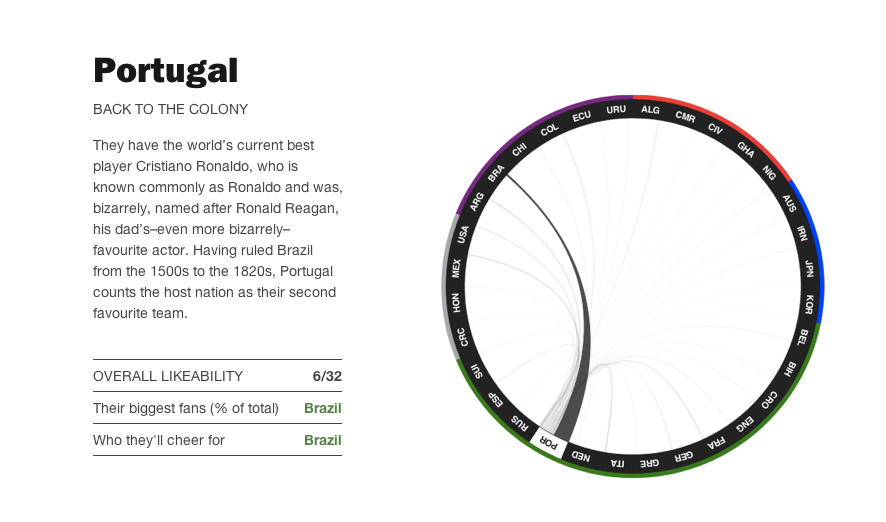 Portugal
BACK TO THE COLONY
They have the world's current best
player Cristiano Ronaldo, who is
known commonly as Ronaldo and was,
bizarrely, named after Ronald Reagan,
his dad's–even more bizarrely–
favourite actor. Having ruled Brazil
from the 1500s to the 1820s, Portugal
counts the host nation as their second
favourite team.
OVERALL LIKEABILITY 6/32
Their biggest fans (% of total) Brazil
Who they'll cheer for Brazil
URU
ALG
CMR
CIV
GHA
NIG
AUS
IRN
JPN
KOR
BEL
BIH
CRO
ENG
FRA
GER
GRE
ITA
NED
POR
RUS
ESP
SUI
CRC
HON
MEX
USA
ARG
BRA
CHI
COL
ECU